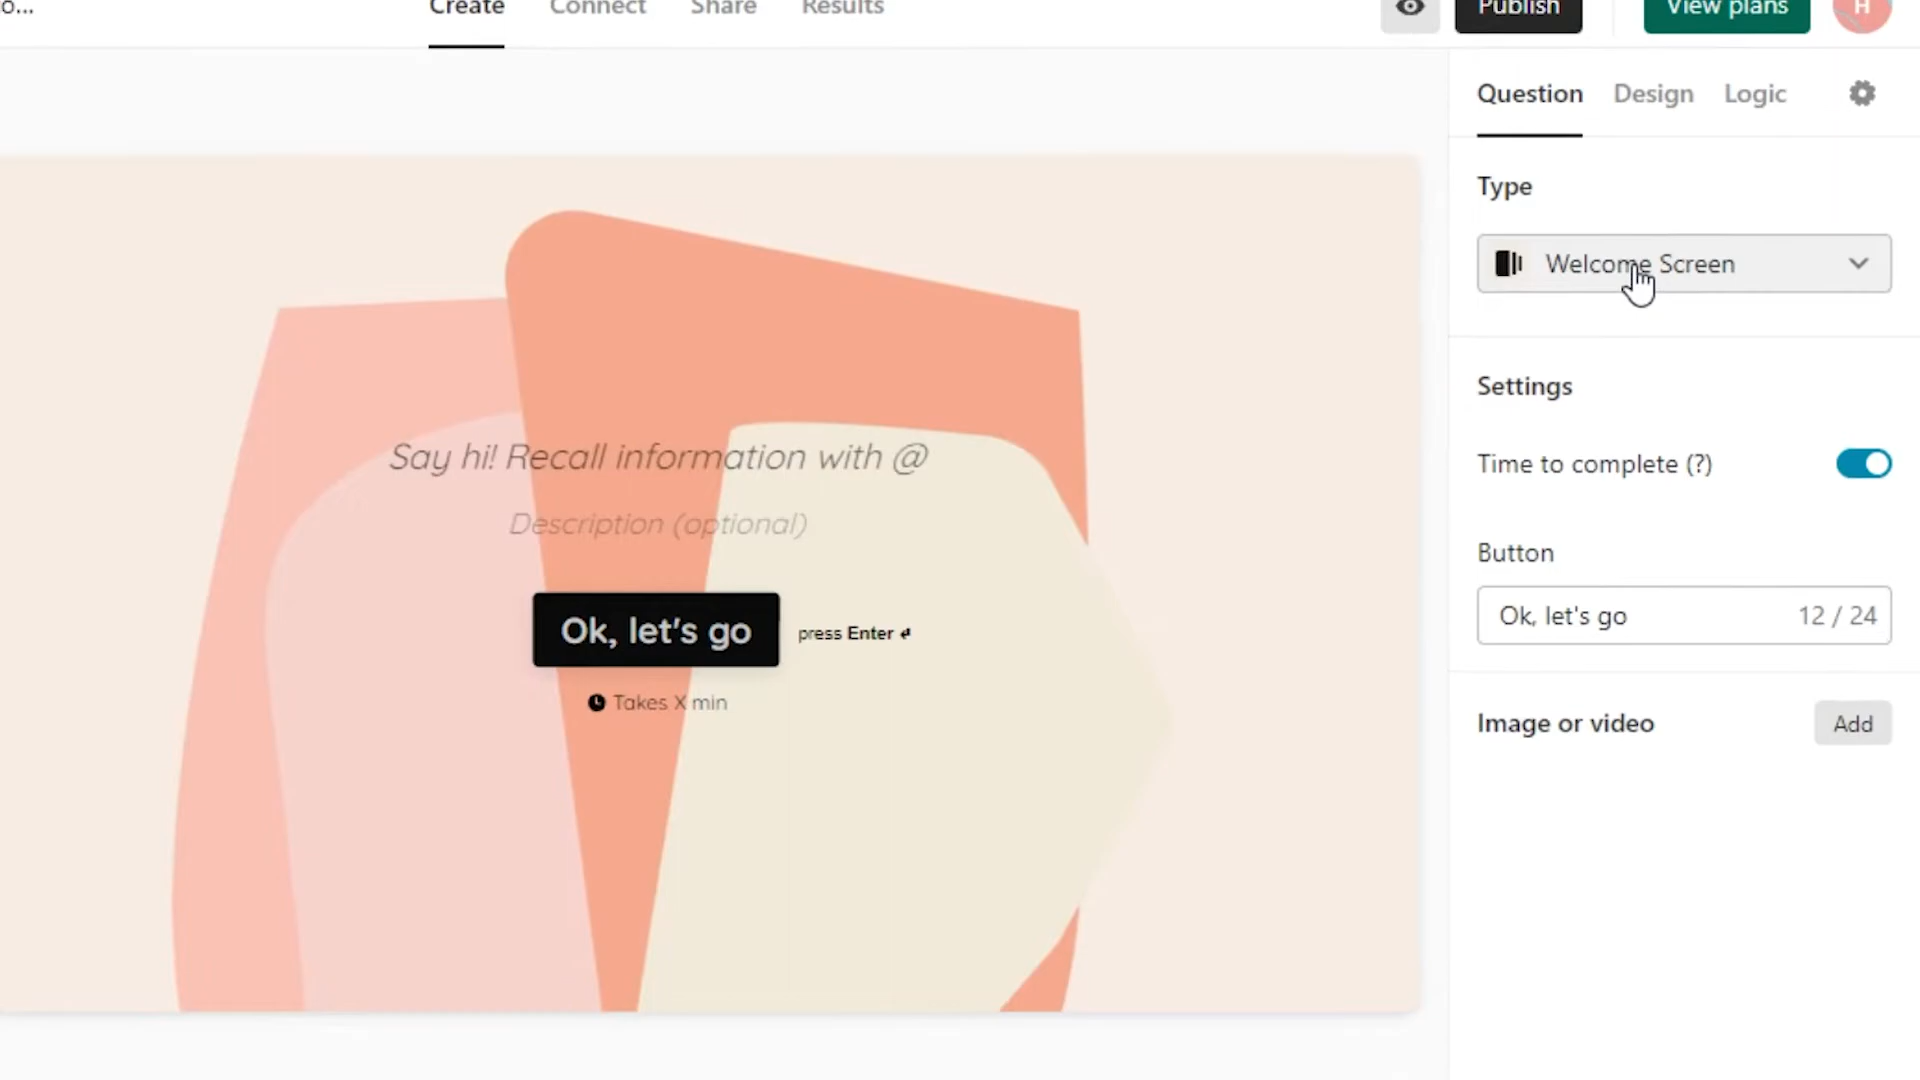 o...
Create
Connect
Share
Results
Publish
View plans
H
Question
Design
Logic
Type
Welcome Screen
Settings
Time to complete (?)
Button
Ok, let's go
12 / 24
Image or video
Add
Say hi! Recall information with @
Description (optional)
Ok, let's go
press Enter ↵
Takes X min